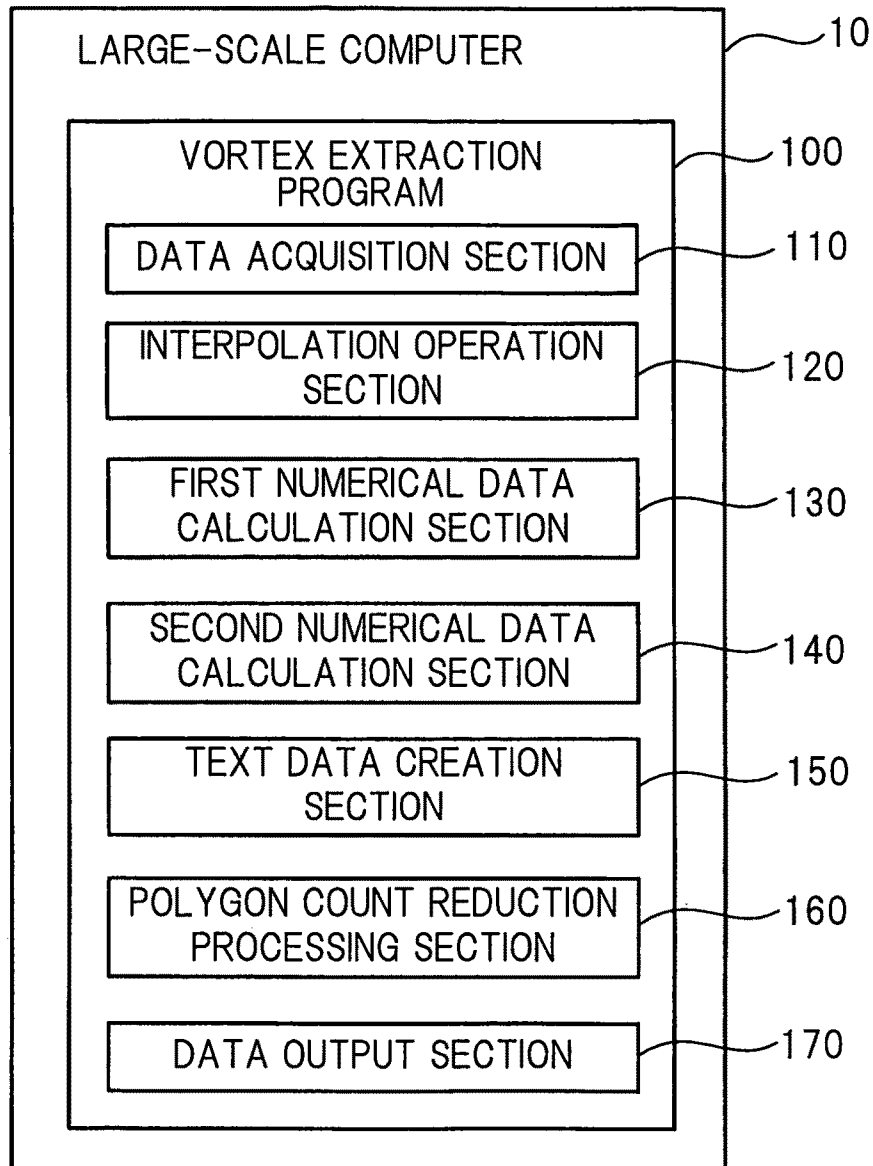 LARGE-SCALE COMPUTER
10
VORTEX EXTRACTION
PROGRAM
100
DATA ACQUISITION SECTION
110
INTERPOLATION OPERATION
SECTION
120
FIRST NUMERICAL DATA
CALCULATION SECTION
130
SECOND NUMERICAL DATA
CALCULATION SECTION
140
TEXT DATA CREATION
SECTION
150
POLYGON COUNT REDUCTION
PROCESSING SECTION
160
DATA OUTPUT SECTION
170